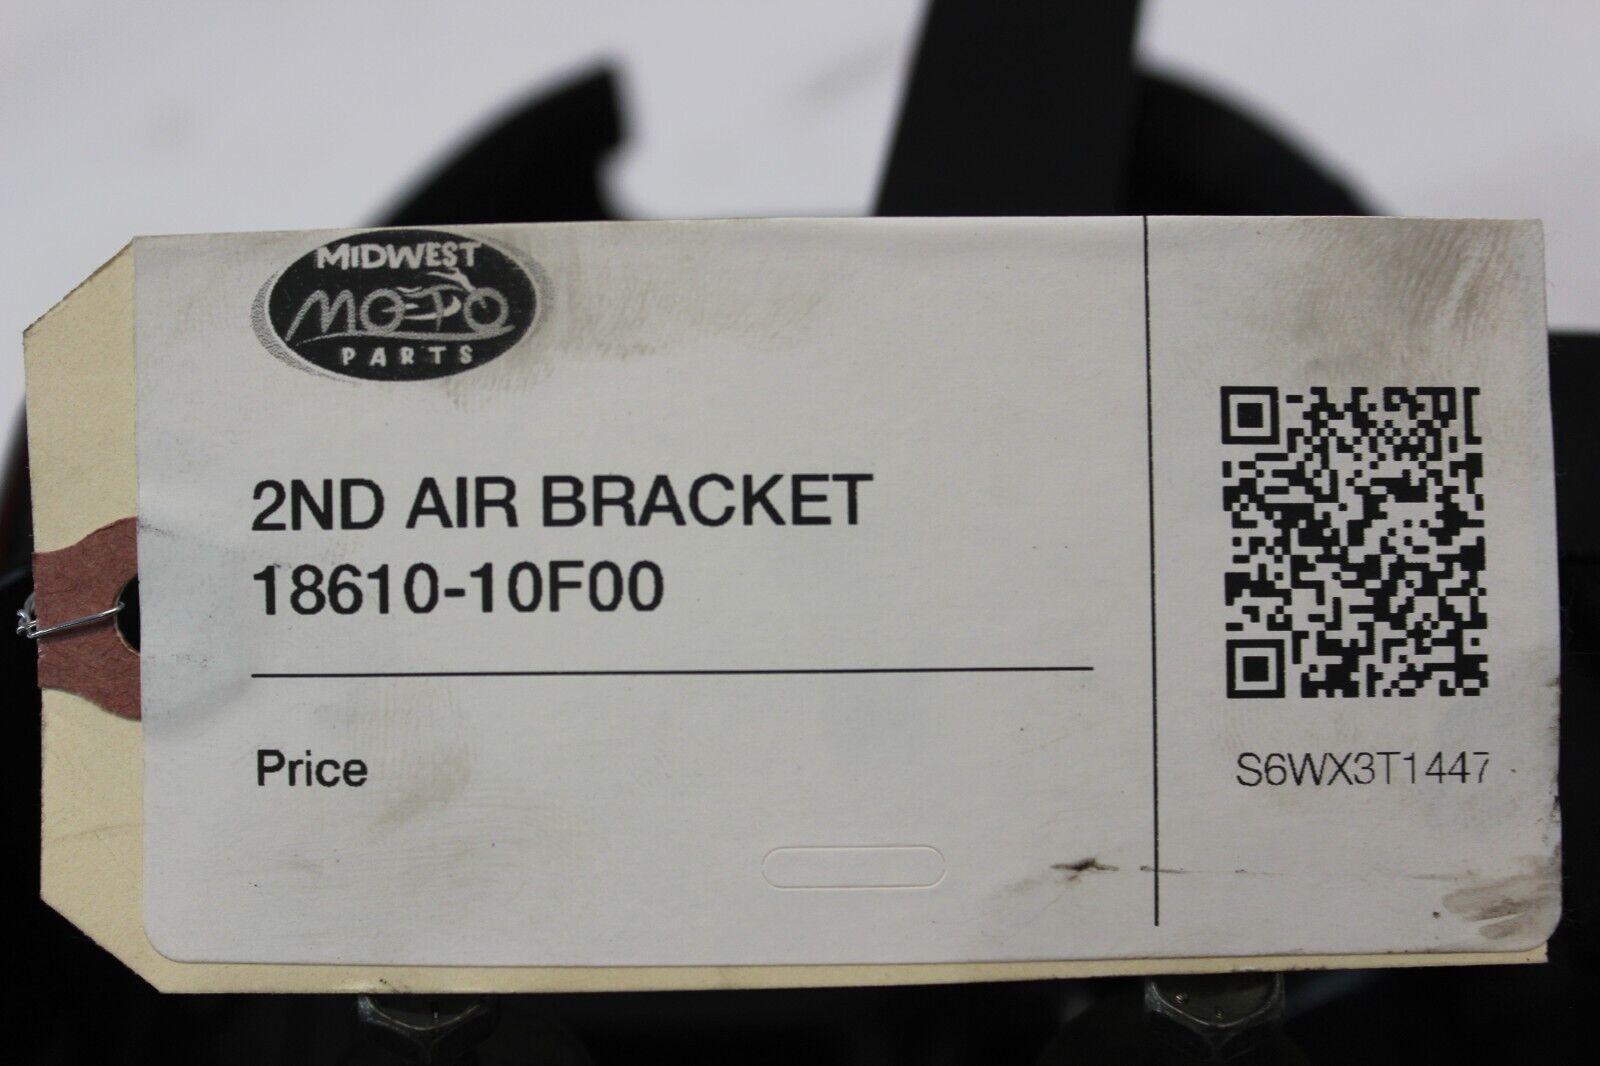 MIDWEST
MOTO
PARTS
2ND AIR BRACKET
18610-10F00
Price
S6WX3T1447